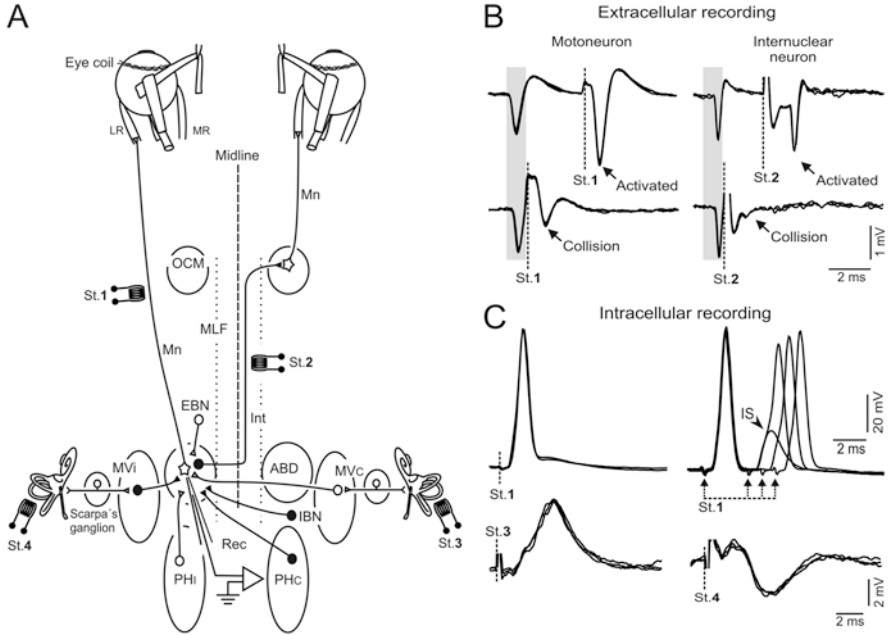 A
Eye coil
LR
MR
Midline
Mn
OCM
St.1
MLF
St.2
Mn
EBN
Int
MVI
ABD
MVC
Scarpa´s
ganglion
IBN
St.4
Rec
St.3
PHI
PHC
B
Extracellular recording
Motoneuron
Internuclear
neuron
St.1
Activated
St.2
Activated
Collision
Collision
St.1
St.2
2 ms
1 mV
C
Intracellular recording
IS
20 mV
2 ms
St.1
St.1
St.3
St.4
2 ms
2 mV